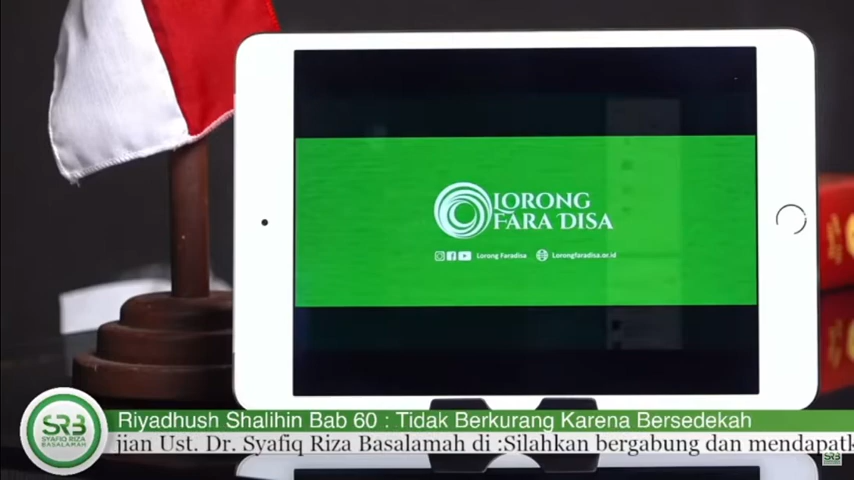 LORONG
FARA DISA
Lorong Faradisa Lorongfaradisa.or.id
SRB
SYAFIQ RIZA
BASALAMAH
Riyadhush Shalihin Bab 60 : Tidak Berkurang Karena Bersedekah
jian Ust. Dr. Syafiq Riza Basalamah di :Silahkan bergabung dan mendapatk
SRB